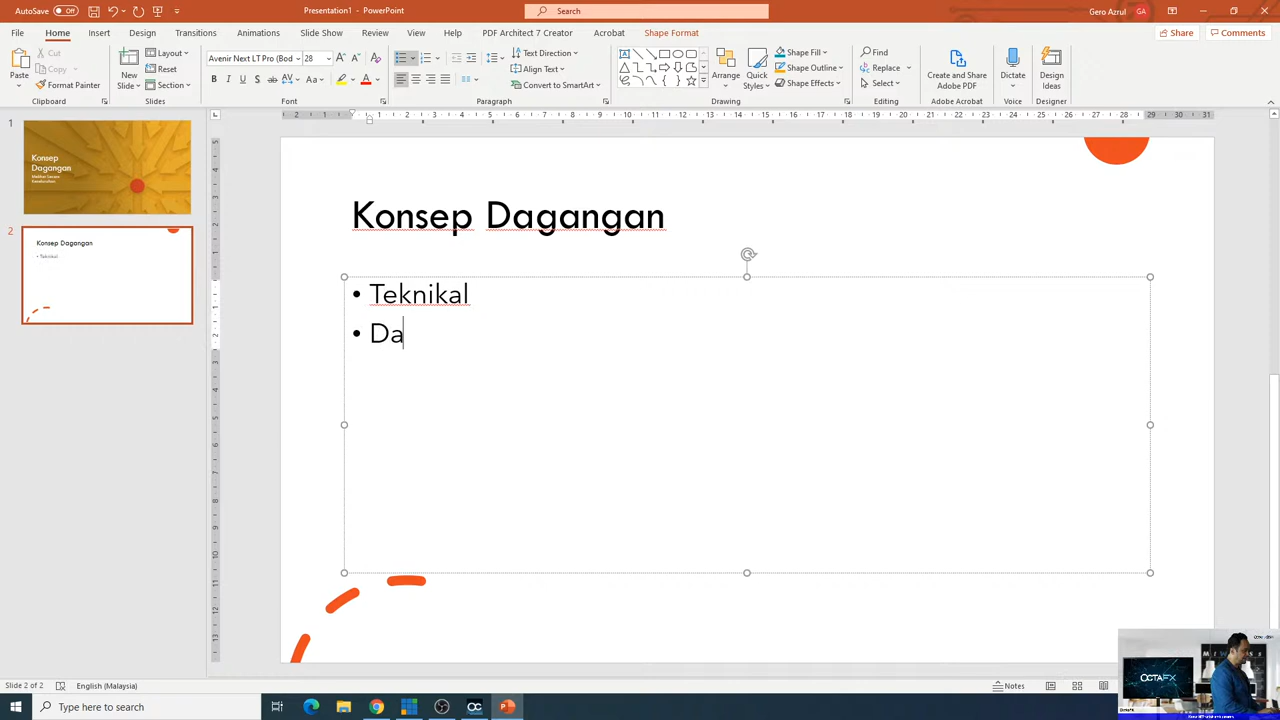 AutoSave Off
Presentation1 - PowerPoint
Search
Gero Azrul GA
File Home Insert Design Transitions Animations Slide Show Review View Help PDF Architect 7 Creator Acrobat Shape Format
Share Comments
Paste
Cut
Copy
Format Painter
Clipboard
New Slide
Layout
Reset
Section
Slides
Avenir Next LT Pro (Bod 28
Font
Text Direction
Align Text
Convert to SmartArt
Paragraph
Arrange
Quick Styles
Shape Fill
Shape Outline
Shape Effects
Drawing
Find
Replace
Select
Editing
Create and Share Adobe PDF
Adobe Acrobat
Dictate
Voice
Design Ideas
Designer
1
Konsep
Dagangan
2
Konsep Dagangan
• Teknikal
Konsep Dagangan
• Teknikal
• Da
OCTAFX
Slide 2 of 2
English (Malaysia)
Notes
Type here to search